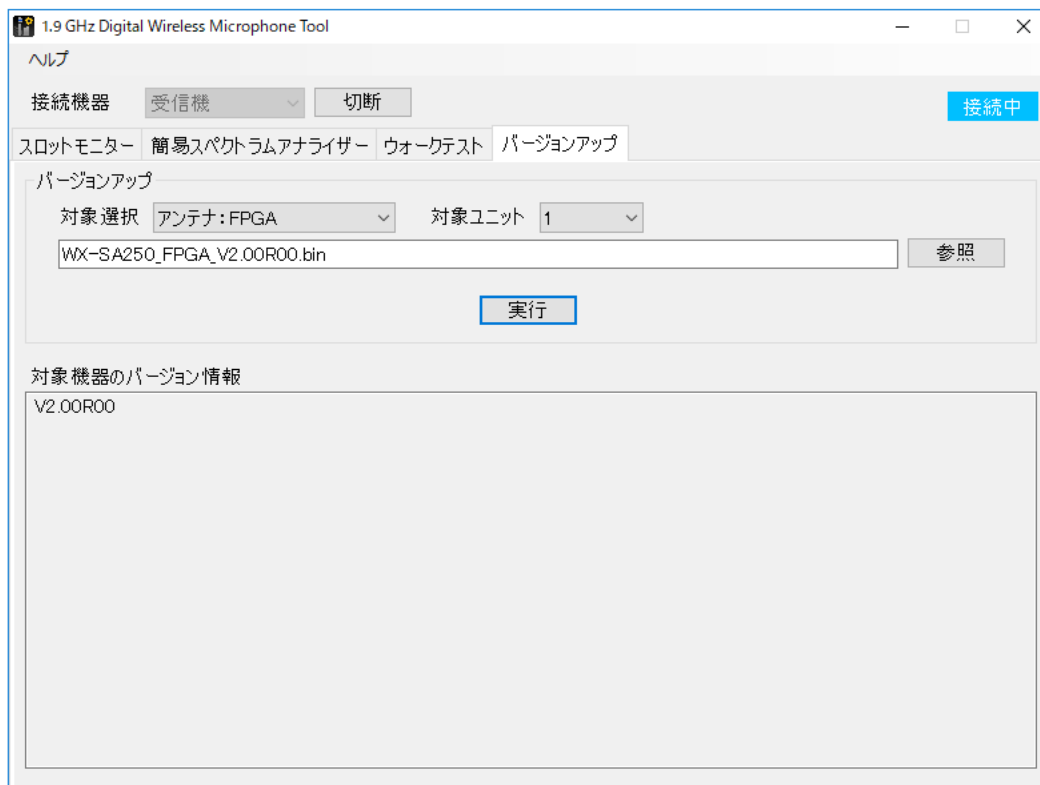 1.9 GHz Digital Wireless Microphone Tool
ヘルプ
接続機器 受信機 切断 接続中
スロットモニター 簡易スペクトラムアナライザー ウォークテスト バージョンアップ
バージョンアップ
対象選択 アンテナ:FPGA 対象ユニット 1
WX-SA250_FPGA_V2.00R00.bin 参照
実行
対象機器のバージョン情報
V2.00R00